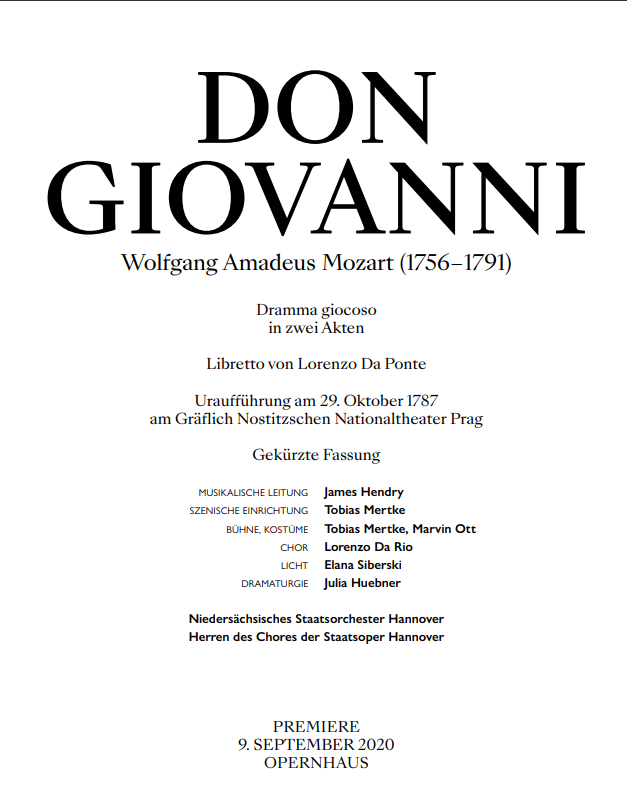 DON
GIOVANNI
Wolfgang Amadeus Mozart (1756–1791)
Dramma giocoso
in zwei Akten
Libretto von Lorenzo Da Ponte
Uraufführung am 29. Oktober 1787
am Gräflich Nostitzschen Nationaltheater Prag
Gekürzte Fassung
MUSIKALISCHE LEITUNG James Hendry
SZENISCHE EINRICHTUNG Tobias Mertke
BÜHNE, KOSTÜME Tobias Mertke, Marvin Ott
CHOR Lorenzo Da Rio
LICHT Elana Siberski
DRAMATURGIE Julia Huebner
Niedersächsisches Staatsorchester Hannover
Herren des Chores der Staatsoper Hannover
PREMIERE
9. SEPTEMBER 2020
OPERNHAUS